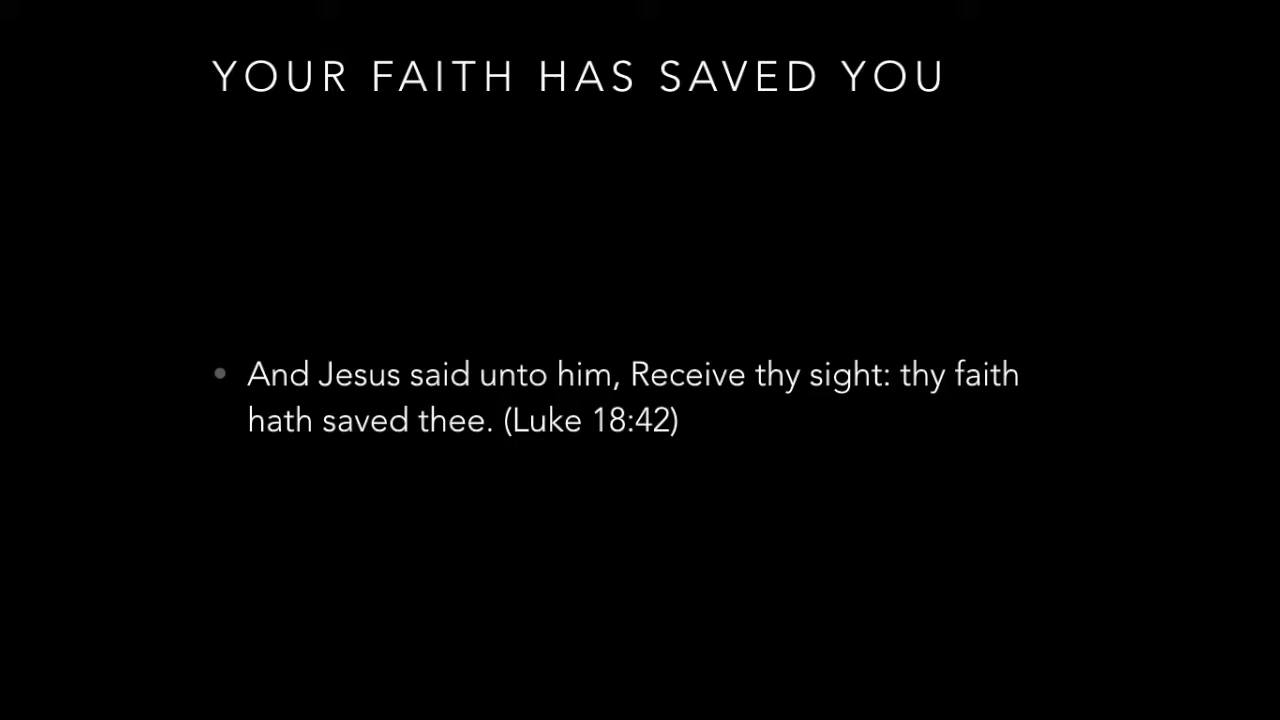 YOUR FAITH HAS SAVED YOU
• And Jesus said unto him, Receive thy sight: thy faith
hath saved thee. (Luke 18:42)